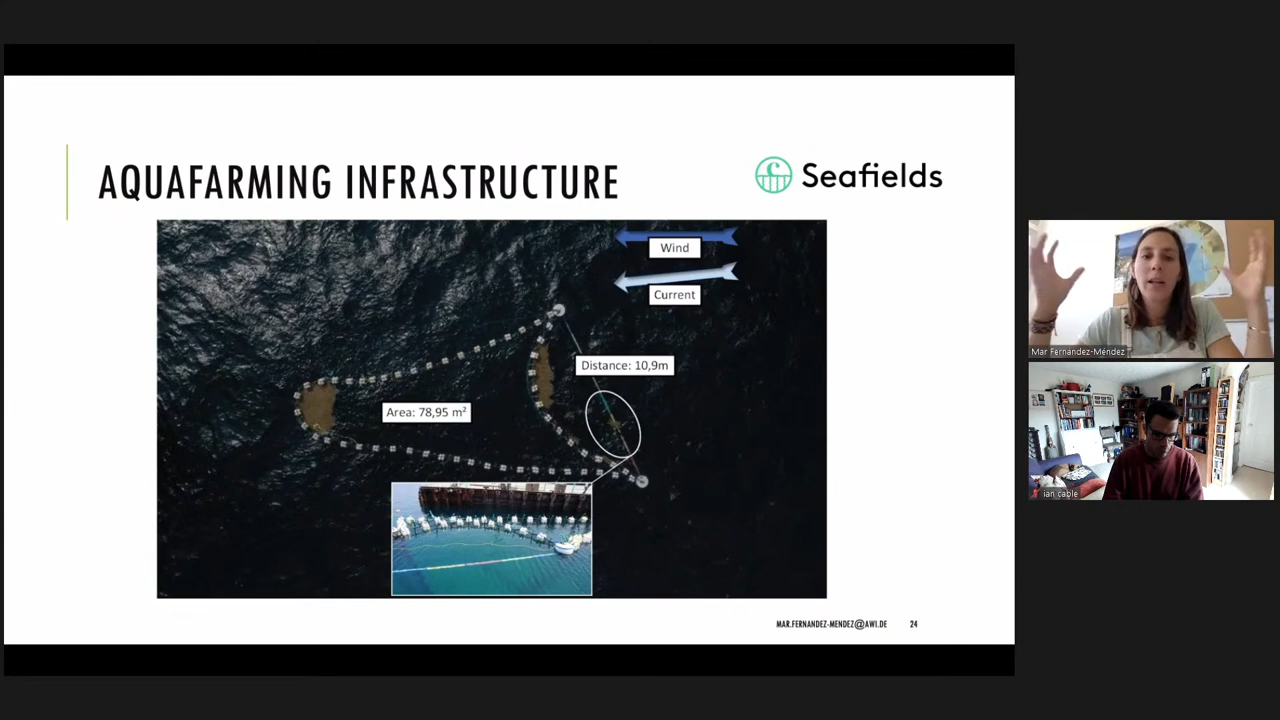 AQUAFARMING INFRASTRUCTURE
Seafields
Wind
Current
Distance: 10,9m
Area: 78,95 m²
MAR.FERNANDEZ-MENDEZ@AWI.DE 24
Mar Fernandez-Méndez
ian cable